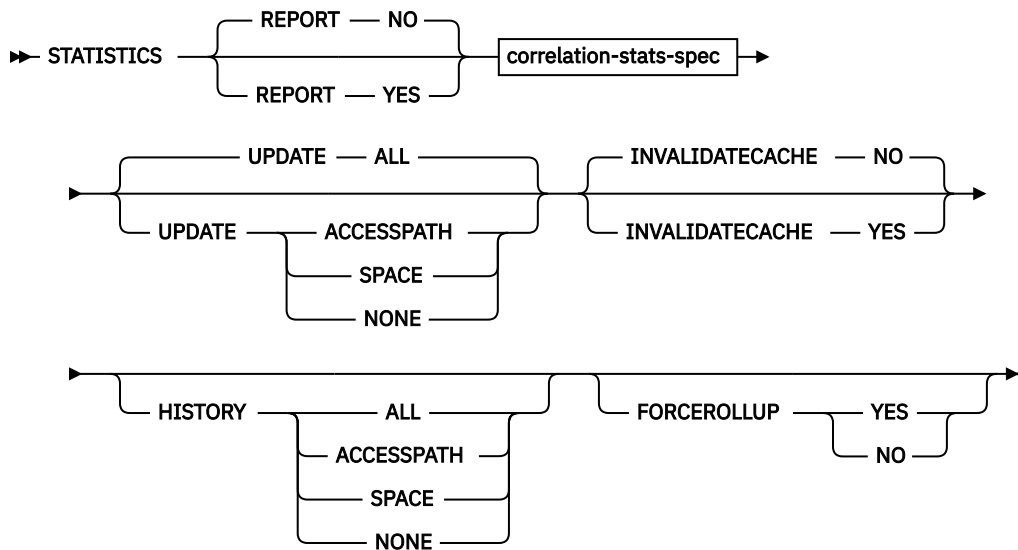 REPORT NO
STATISTICS correlation-stats-spec
REPORT YES
UPDATE ALL INVALIDATECACHE NO
UPDATE ACCESSPATH INVALIDATECACHE YES
SPACE
NONE
HISTORY ALL FORCEROLLUP YES
ACCESSPATH NO
SPACE
NONE